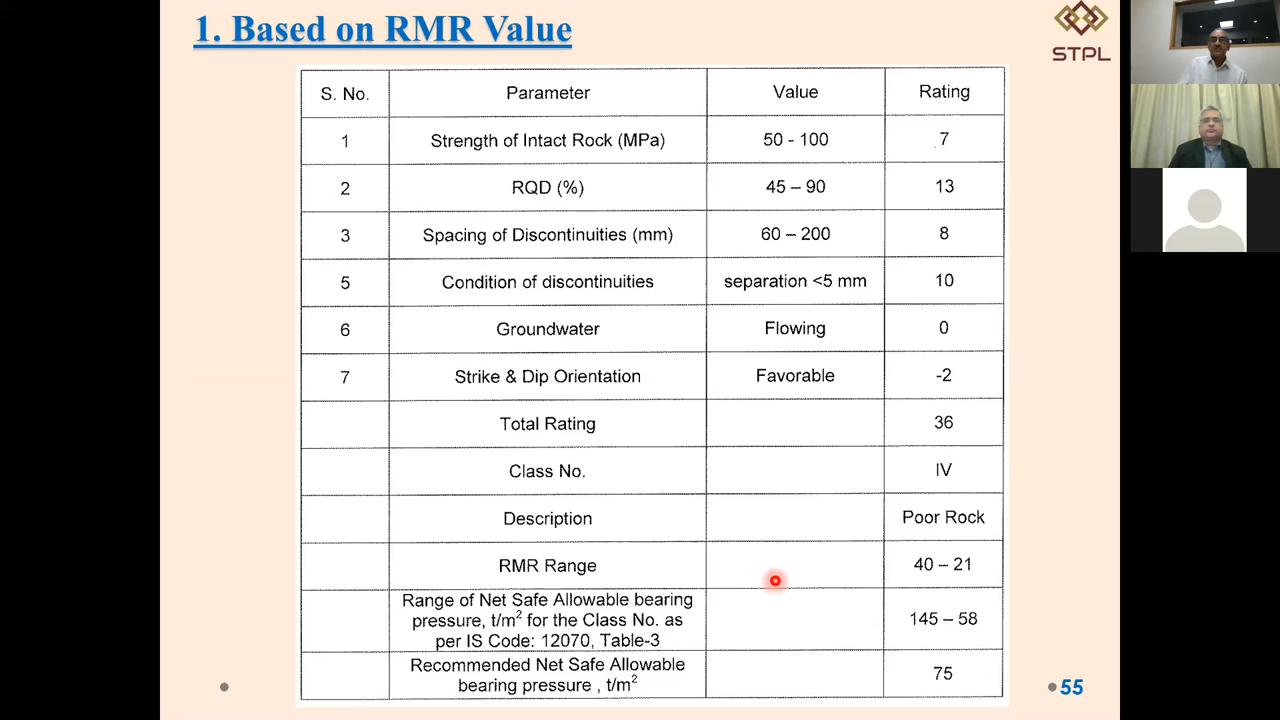 1. Based on RMR Value
STPL
S. No. Parameter Value Rating
1 Strength of Intact Rock (MPa) 50 - 100 7
2 RQD (%) 45 – 90 13
3 Spacing of Discontinuities (mm) 60 – 200 8
5 Condition of discontinuities separation <5 mm 10
6 Groundwater Flowing 0
7 Strike & Dip Orientation Favorable -2
Total Rating 36
Class No. IV
Description Poor Rock
RMR Range 40 – 21
Range of Net Safe Allowable bearing
pressure, t/m² for the Class No. as
per IS Code: 12070, Table-3
145 – 58
Recommended Net Safe Allowable
bearing pressure , t/m²
75
55